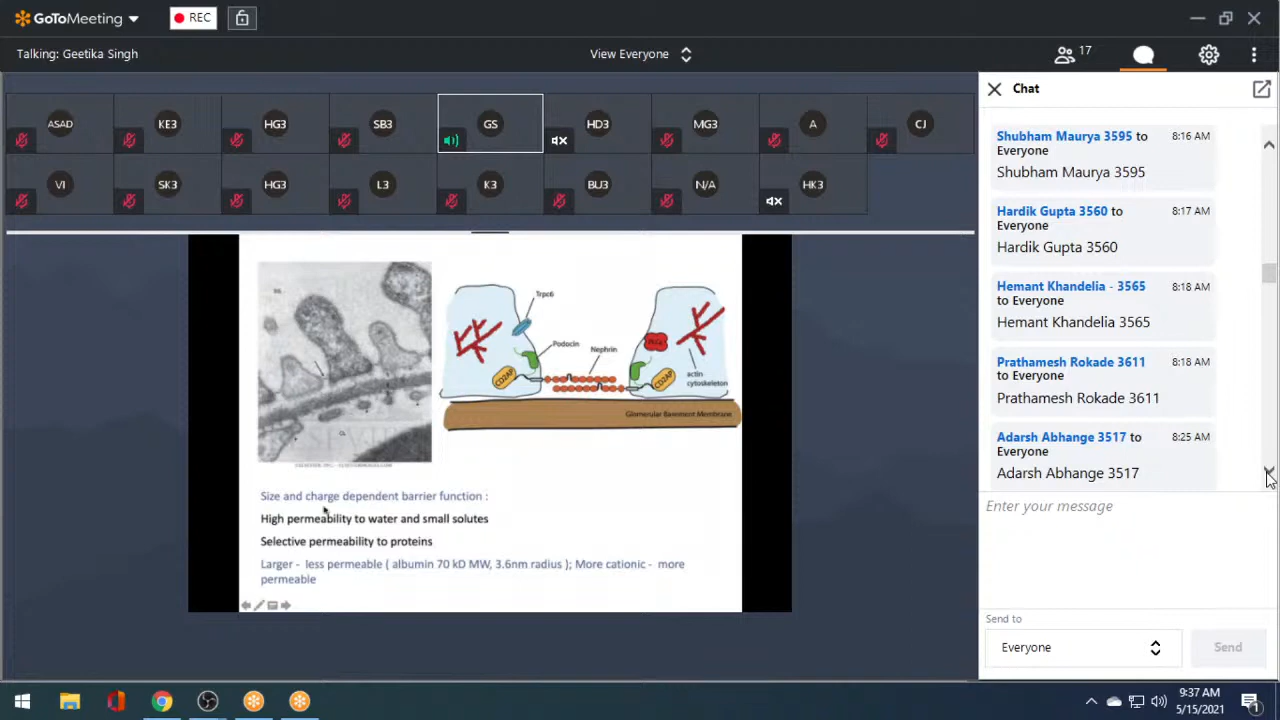 GoToMeeting
REC
Talking: Geetika Singh
View Everyone
17
ASAD
KE3
HG3
SB3
GS
HD3
MG3
A
CJ
VI
SK3
HG3
L3
K3
BU3
N/A
HK3
Trpc6
Podocin
Nephrin
CD2AP
PLCε1
CD2AP
actin
cytoskeleton
Glomerular Basement Membrane
Size and charge dependent barrier function :
High permeability to water and small solutes
Selective permeability to proteins
Larger - less permeable ( albumin 70 kD MW, 3.6nm radius ); More cationic - more
permeable
Chat
Shubham Maurya 3595 to
Everyone
8:16 AM
Shubham Maurya 3595
Hardik Gupta 3560 to
Everyone
8:17 AM
Hardik Gupta 3560
Hemant Khandelia - 3565
to Everyone
8:18 AM
Hemant Khandelia 3565
Prathamesh Rokade 3611
to Everyone
8:18 AM
Prathamesh Rokade 3611
Adarsh Abhange 3517 to
Everyone
8:25 AM
Adarsh Abhange 3517
Enter your message
Send to
Everyone
Send
9:37 AM
5/15/2021
1